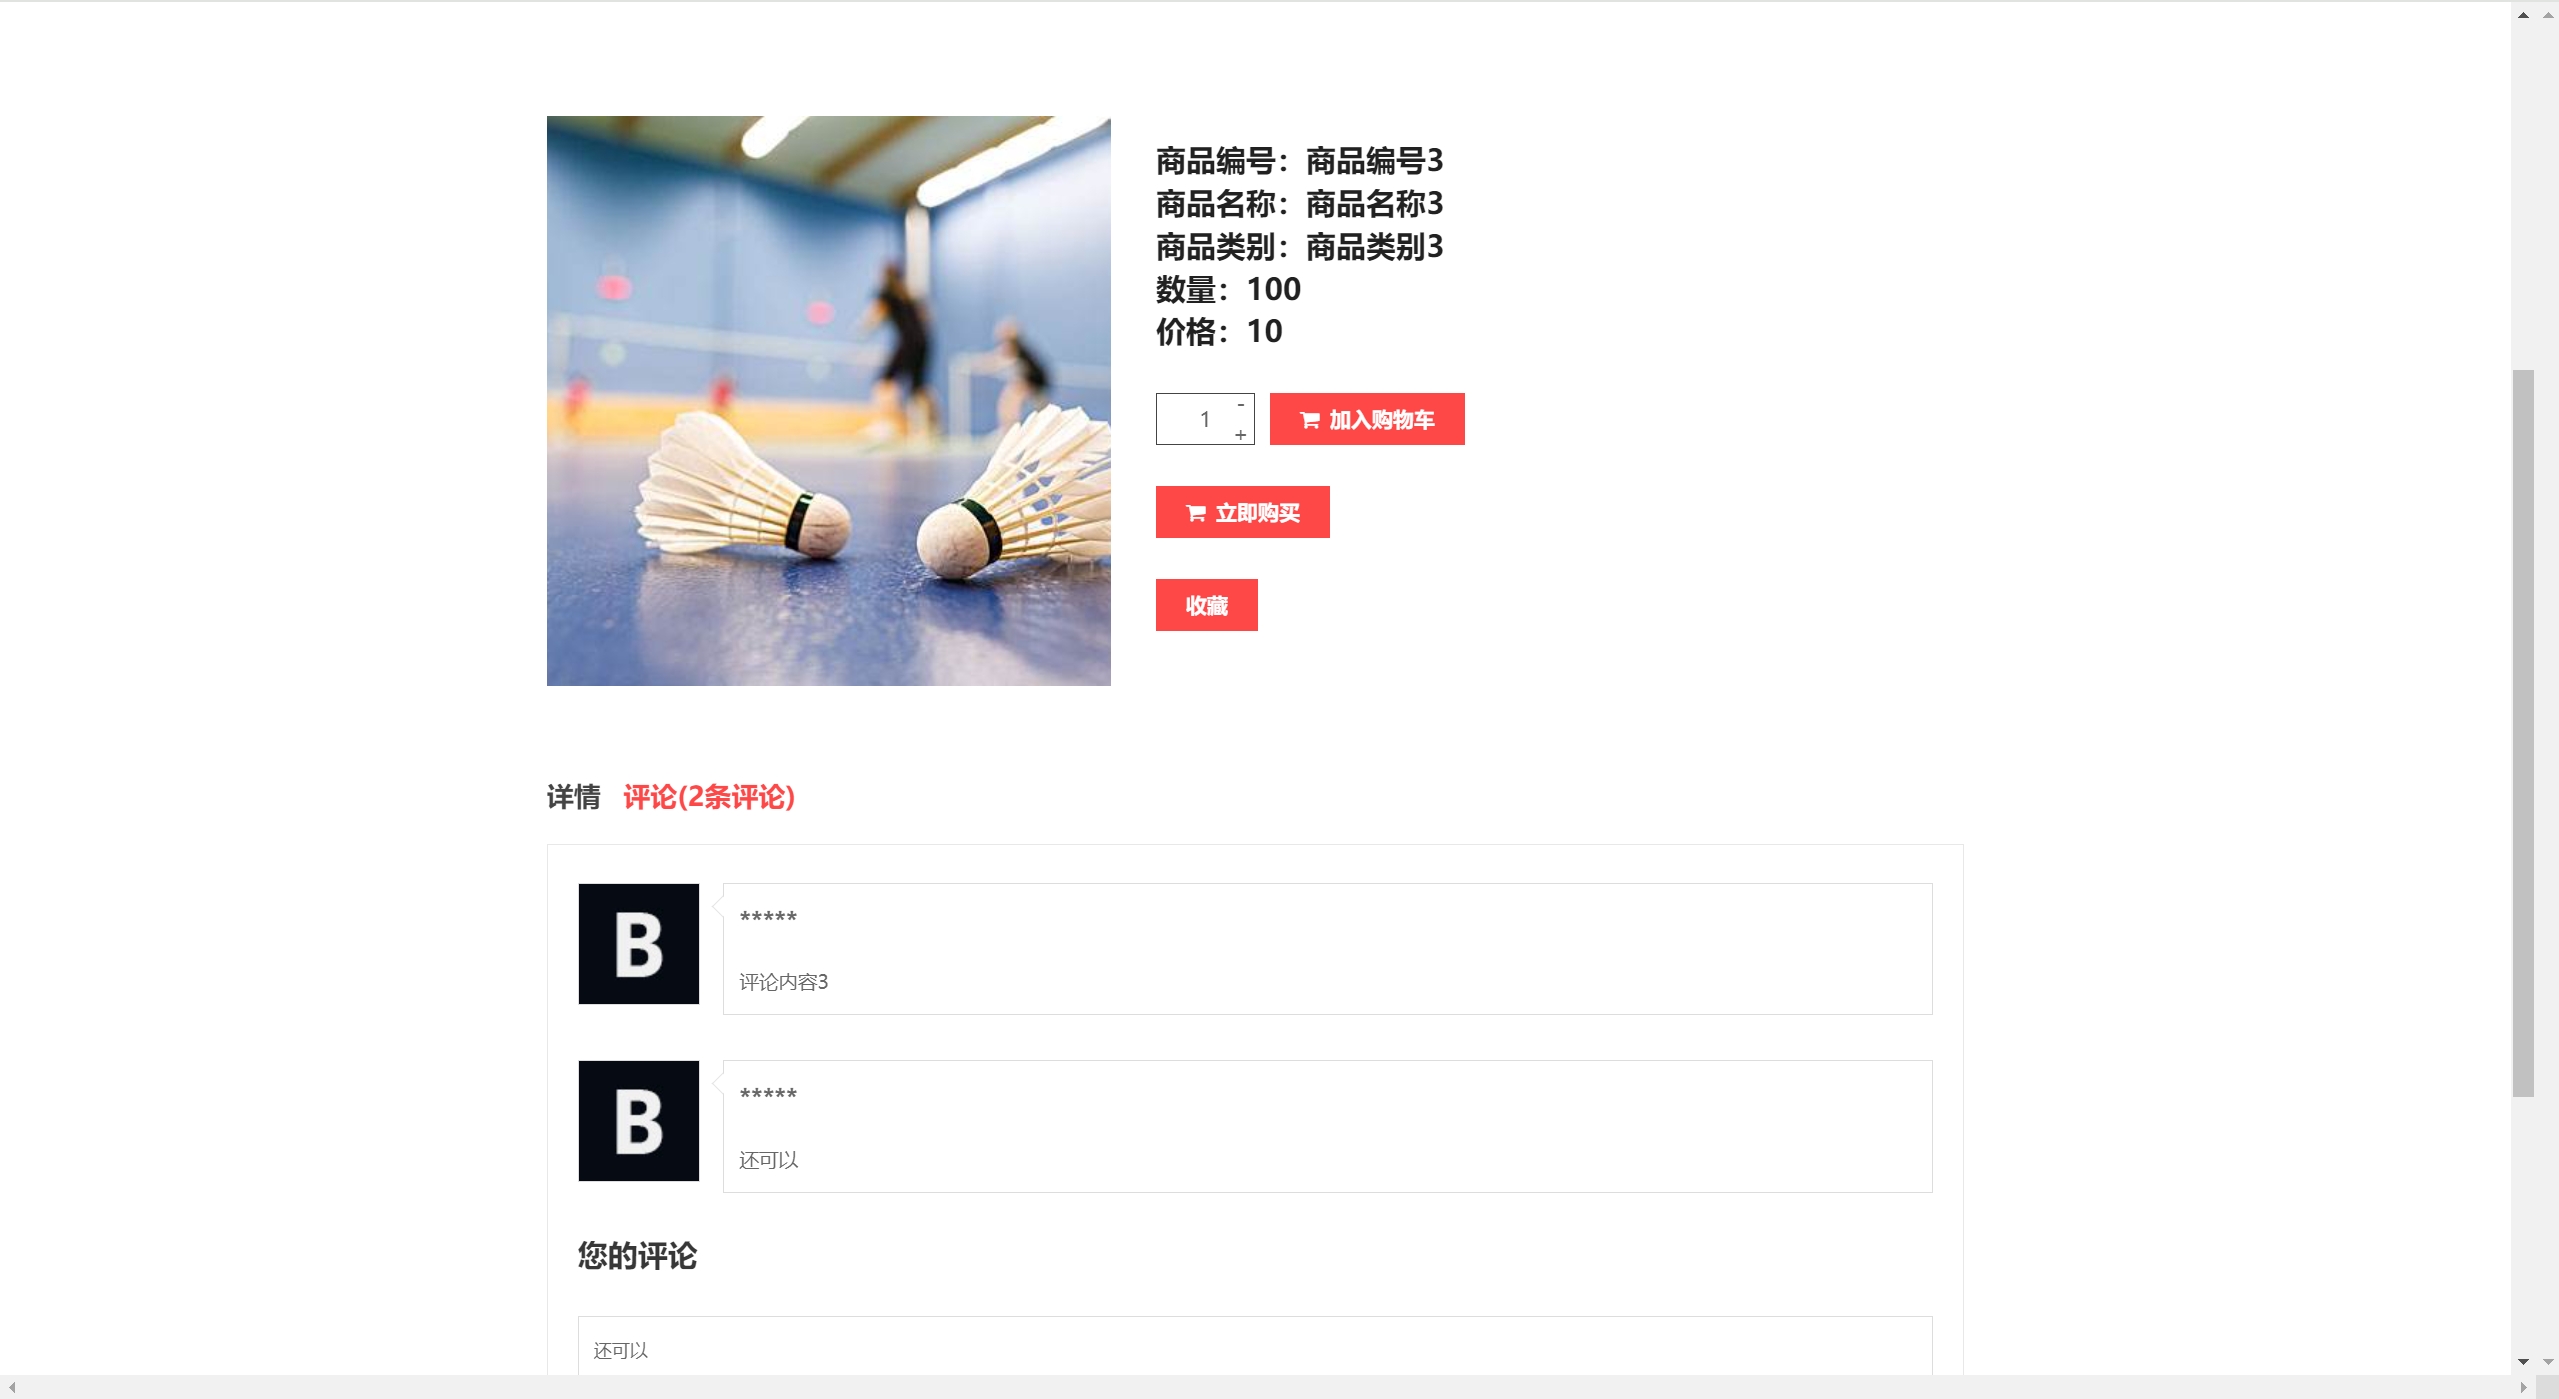 商品编号：商品编号3
商品名称：商品名称3
商品类别：商品类别3
数量：100
价格：10
1
-
+
加入购物车
立即购买
收藏
详情 评论(2条评论)
B
*****
评论内容3
B
*****
还可以
您的评论
还可以